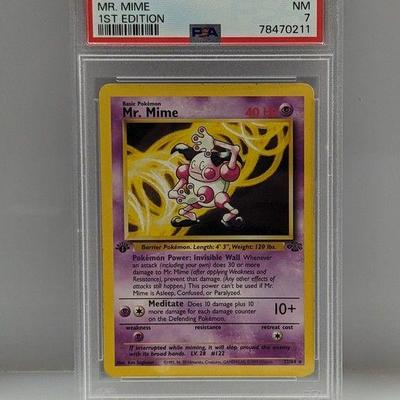 MR. MIME NM
1ST EDITION 7
PSA 78470211
Basic Pokémon
Mr. Mime 40 HP
Barrier Pokémon. Length: 4' 3", Weight: 120 lbs.
Pokémon Power: Invisible Wall Whenever
an attack (including your own) does 30 or more
damage to Mr. Mime (after applying Weakness and
Resistance), prevent that damage. (Any other effects of
attacks still happen.) This power can't be used if Mr.
Mime is Asleep, Confused, or Paralyzed.
Meditate Does 10 damage plus 10
more damage for each damage counter
on the Defending Pokémon.
10+
weakness resistance retreat cost
If interrupted while miming, it will slap around the enemy
with its broad hands. LV. 28 #122
Illus. Ken Sugimori
22/64